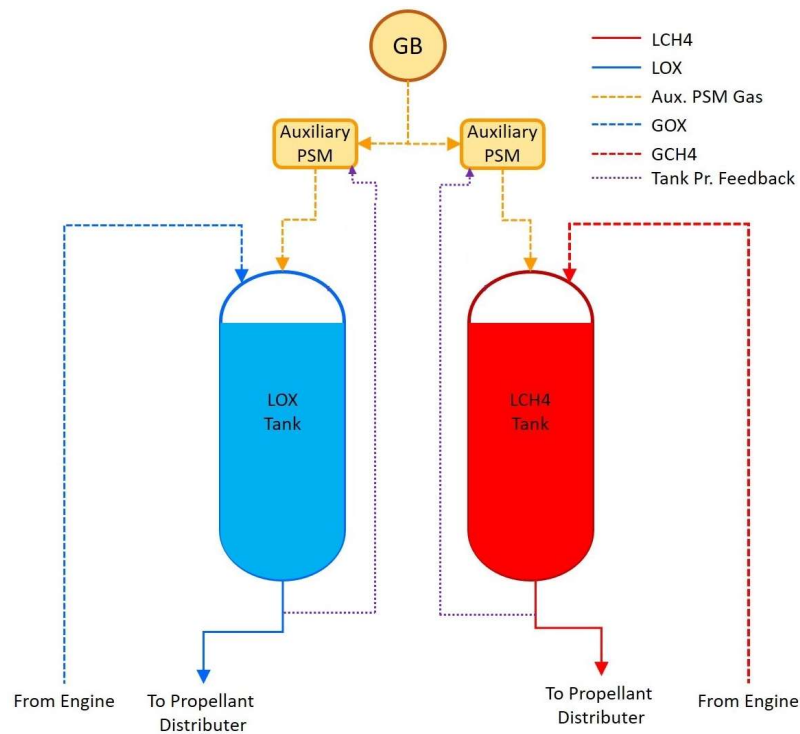 GB
LCH4
LOX
Aux. PSM Gas
GOX
GCH4
Tank Pr. Feedback
Auxiliary
PSM
Auxiliary
PSM
LOX
Tank
LCH4
Tank
From Engine
To Propellant
Distributer
To Propellant
Distributer
From Engine